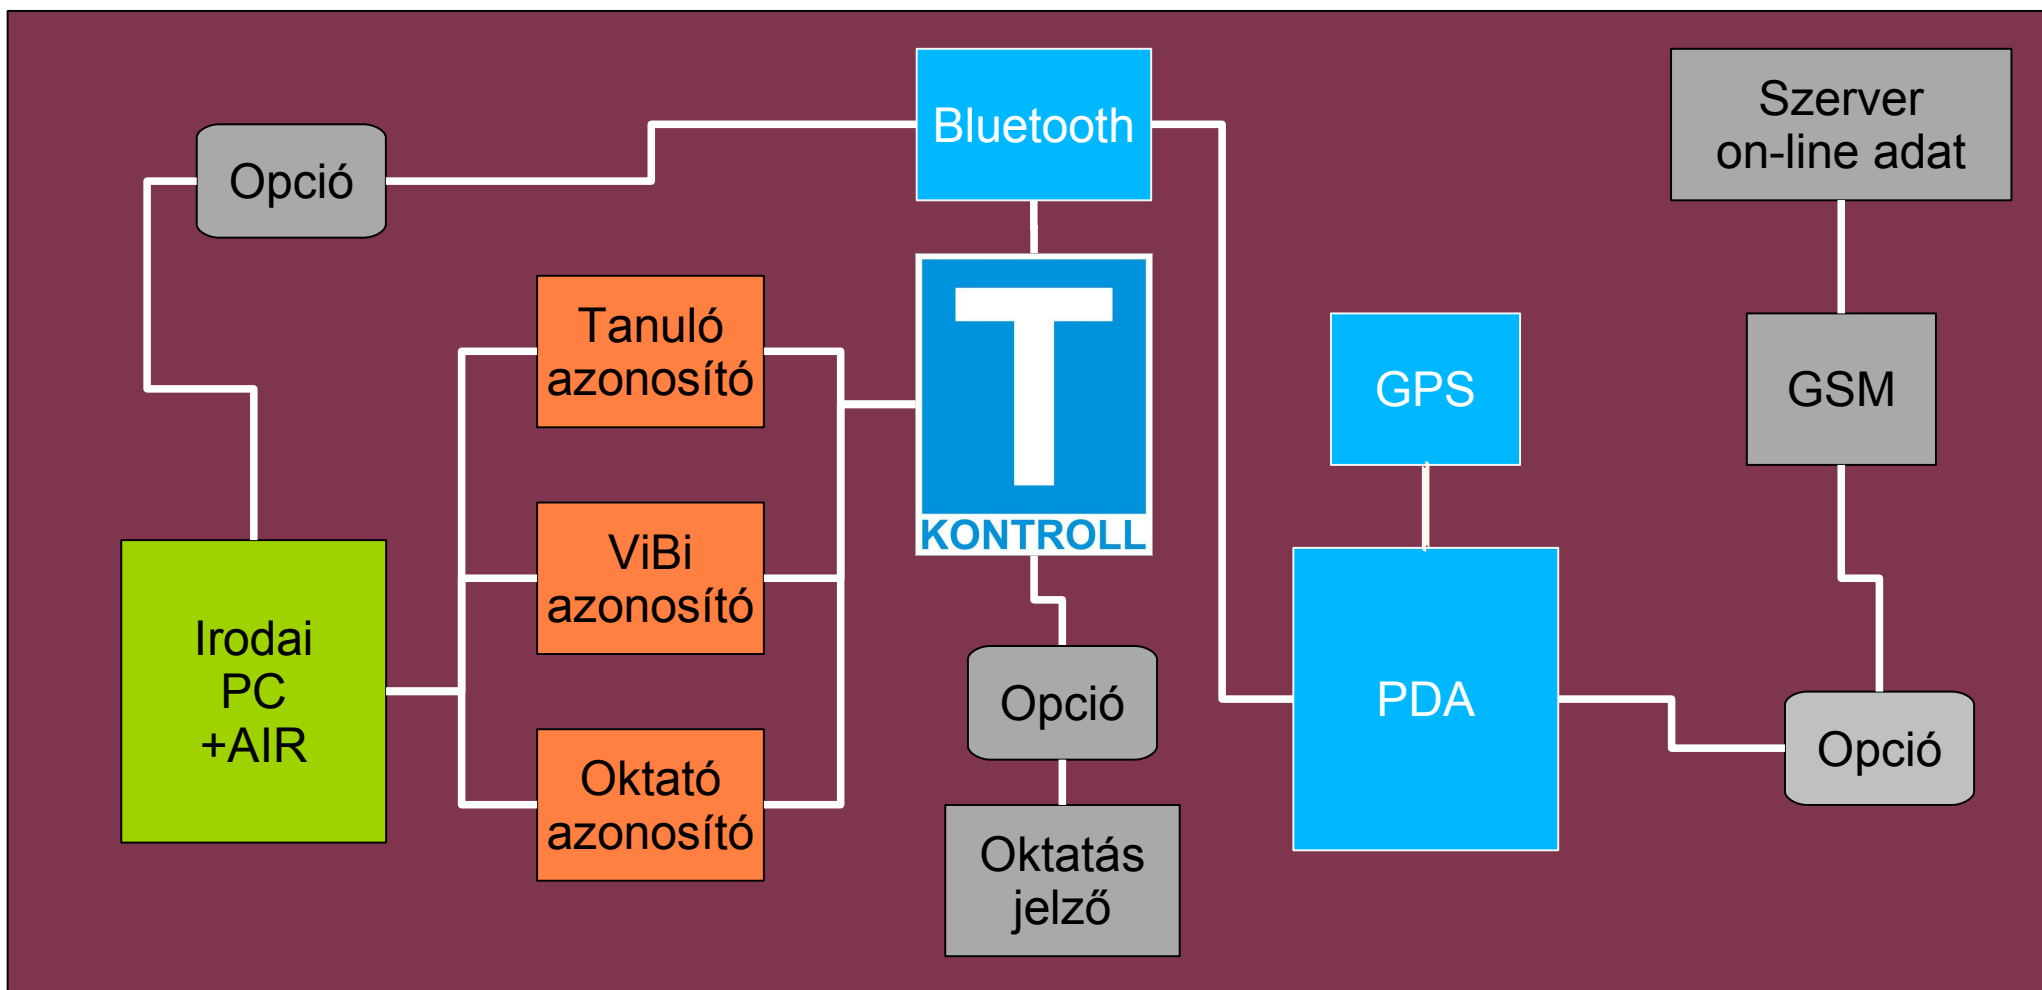 Bluetooth
Szerver
on-line adat
Opció
Tanuló
azonosító
T
KONTROLL
GPS
GSM
ViBi
azonosító
Irodai
PC
+AIR
Opció
PDA
Opció
Oktató
azonosító
Oktatás
jelző